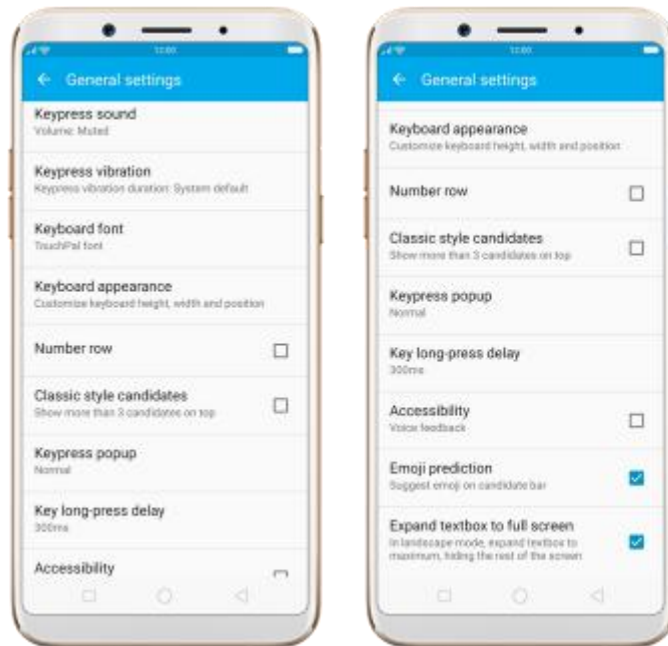 12:00
General settings
Keypress sound
Volume: Muted
Keypress vibration
Keypress vibration duration: System default
Keyboard font
TouchPal font
Keyboard appearance
Customize keyboard height, width and position
Number row
Classic style candidates
Show more than 3 candidates on top
Keypress popup
Normal
Key long-press delay
300ms
Accessibility
12:00
General settings
Keyboard appearance
Customize keyboard height, width and position
Number row
Classic style candidates
Show more than 3 candidates on top
Keypress popup
Normal
Key long-press delay
300ms
Accessibility
Voice feedback
Emoji prediction
Suggest emoji on candidate bar
Expand textbox to full screen
In landscape mode, expand textbox to
maximum, hiding the rest of the screen